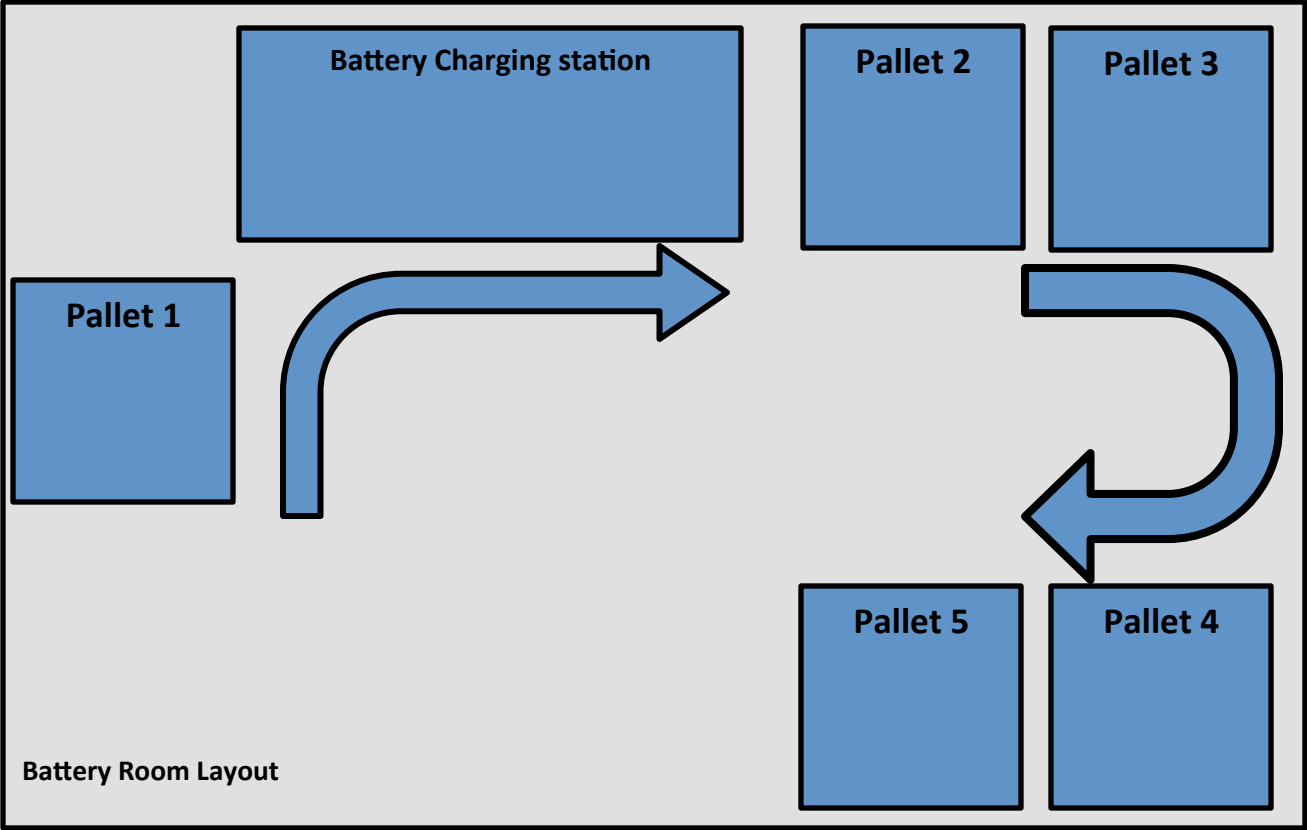 Battery Charging station
Pallet 2
Pallet 3
Pallet 1
Pallet 5
Pallet 4
Battery Room Layout